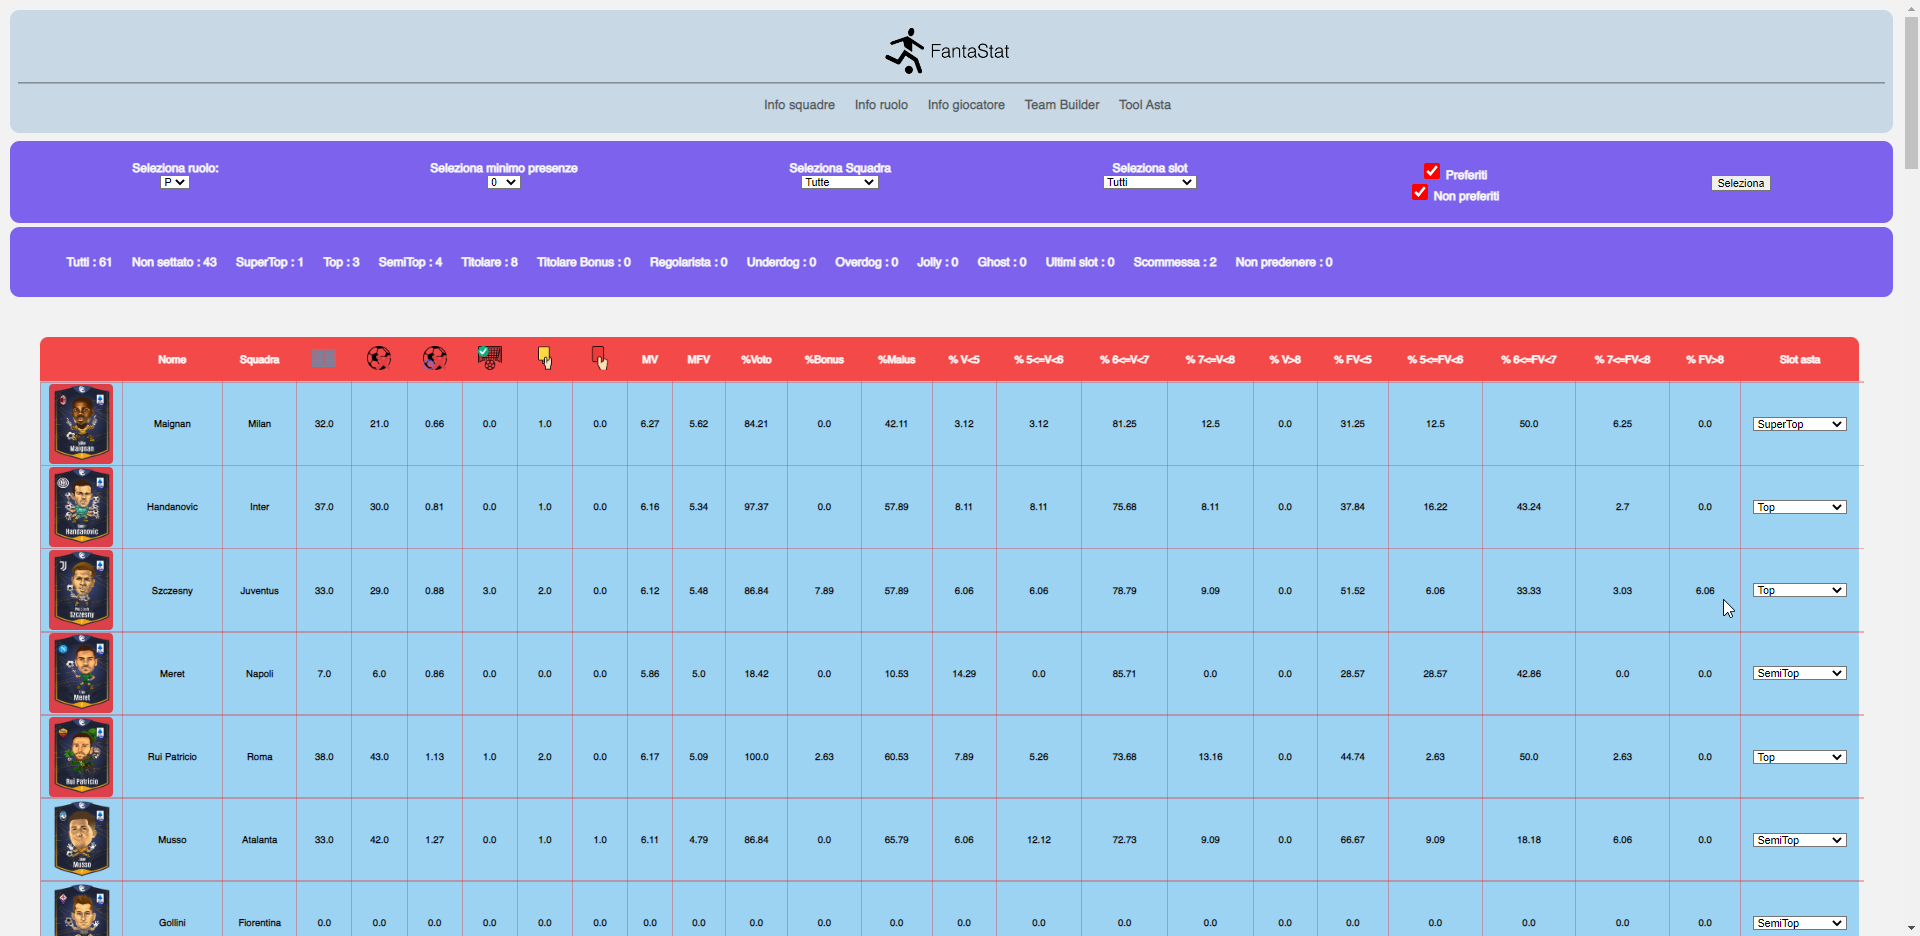 FantaStat
Info squadre Info ruolo Info giocatore Team Builder Tool Asta
Seleziona ruolo: Seleziona minimo presenze Seleziona Squadra Seleziona slot Preferiti
P 0 Tutte Tutti Non preferiti Seleziona
Tutti : 61 Non settato : 43 SuperTop : 1 Top : 3 SemiTop : 4 Titolare : 8 Titolare Bonus : 0 Regolarista : 0 Underdog : 0 Overdog : 0 Jolly : 0 Ghost : 0 Ultimi slot : 0 Scommessa : 2 Non predenere : 0
Nome Squadra MV MFV %Voto %Bonus %Malus % V<5 % 5<=V<6 % 6<=V<7 % 7<=V<8 % V>8 % FV<5 % 5<=FV<6 % 6<=FV<7 % 7<=FV<8 % FV>8 Slot asta
Maignan Maignan Milan 32.0 21.0 0.66 0.0 1.0 0.0 6.27 5.62 84.21 0.0 42.11 3.12 3.12 81.25 12.5 0.0 31.25 12.5 50.0 6.25 0.0 SuperTop
Handanovic Handanovic Inter 37.0 30.0 0.81 0.0 1.0 0.0 6.16 5.34 97.37 0.0 57.89 8.11 8.11 75.68 8.11 0.0 37.84 16.22 43.24 2.7 0.0 Top
Szczesny Szczesny Juventus 33.0 29.0 0.88 3.0 2.0 0.0 6.12 5.48 86.84 7.89 57.89 6.06 6.06 78.79 9.09 0.0 51.52 6.06 33.33 3.03 6.06 Top
Meret Meret Napoli 7.0 6.0 0.86 0.0 0.0 0.0 5.86 5.0 18.42 0.0 10.53 14.29 0.0 85.71 0.0 0.0 28.57 28.57 42.86 0.0 0.0 SemiTop
Rui Patricio Rui Patricio Roma 38.0 43.0 1.13 1.0 2.0 0.0 6.17 5.09 100.0 2.63 60.53 7.89 5.26 73.68 13.16 0.0 44.74 2.63 50.0 2.63 0.0 Top
Musso Musso Atalanta 33.0 42.0 1.27 0.0 1.0 1.0 6.11 4.79 86.84 0.0 65.79 6.06 12.12 72.73 9.09 0.0 66.67 9.09 18.18 6.06 0.0 SemiTop
Gollini Fiorentina 0.0 0.0 0.0 0.0 0.0 0.0 0.0 0.0 0.0 0.0 0.0 0.0 0.0 0.0 0.0 0.0 0.0 0.0 0.0 0.0 0.0 SemiTop